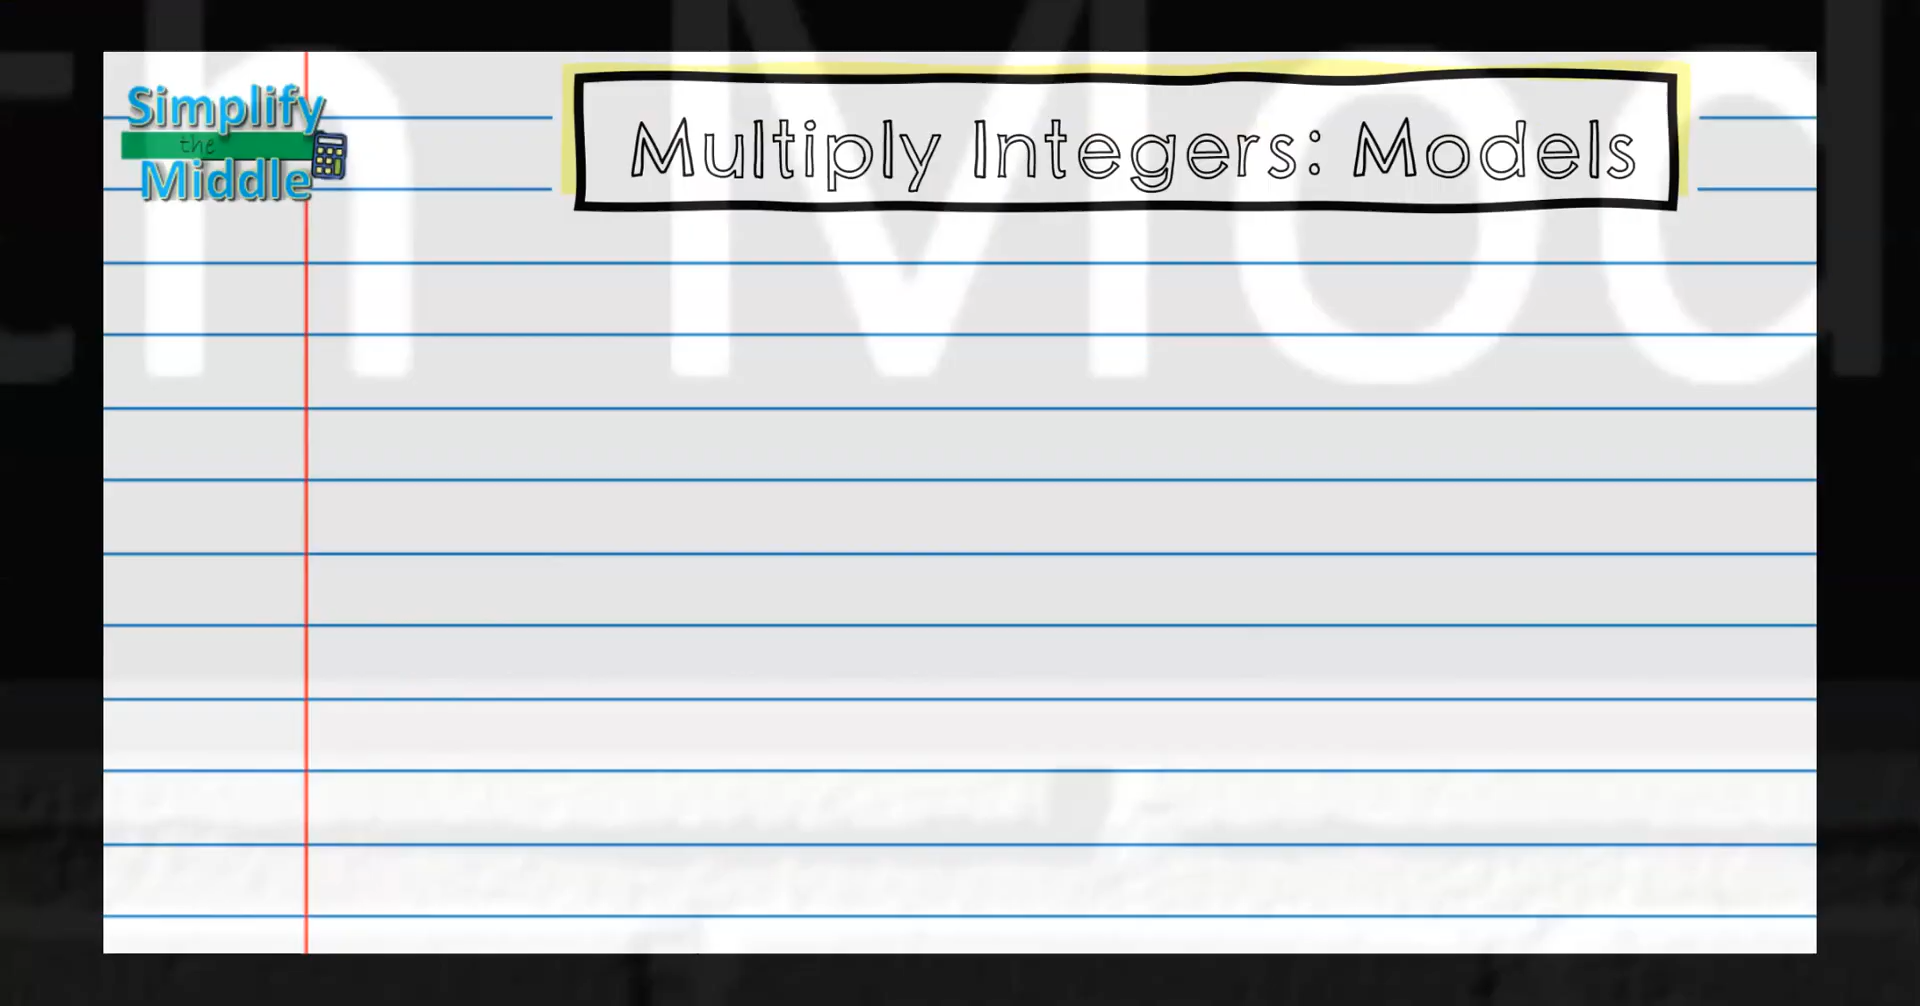 Simplify
the
Middle
Multiply Integers: Models